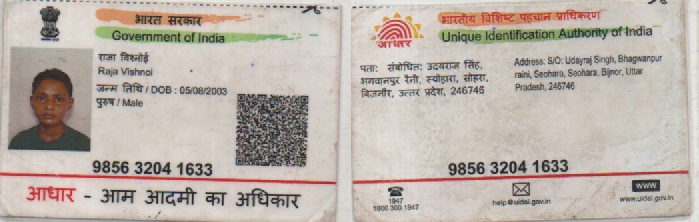 भारत सरकार
Government of India
राजा विश्नोई
Raja Vishnoi
जन्म तिथि / DOB : 05/08/2003
पुरुष / Male
9856 3204 1633
आधार - आम आदमी का अधिकार
भारतीय विशिष्ट पहचान प्राधिकरण
Unique Identification Authority of India
आधार
पता: संबोधित: उदयराज सिंह,
भगवानपुर रैनी, स्योहारा, सोहरा,
बिजनौर, उत्तर प्रदेश, 246746
Address: S/O: Udayraj Singh, Bhagwanpur
raini, Seohara, Seohara, Bijnor, Uttar
Pradesh, 246746
9856 3204 1633
1947
1800 300 1947
help@uidai.gov.in
www
www.uidai.gov.in